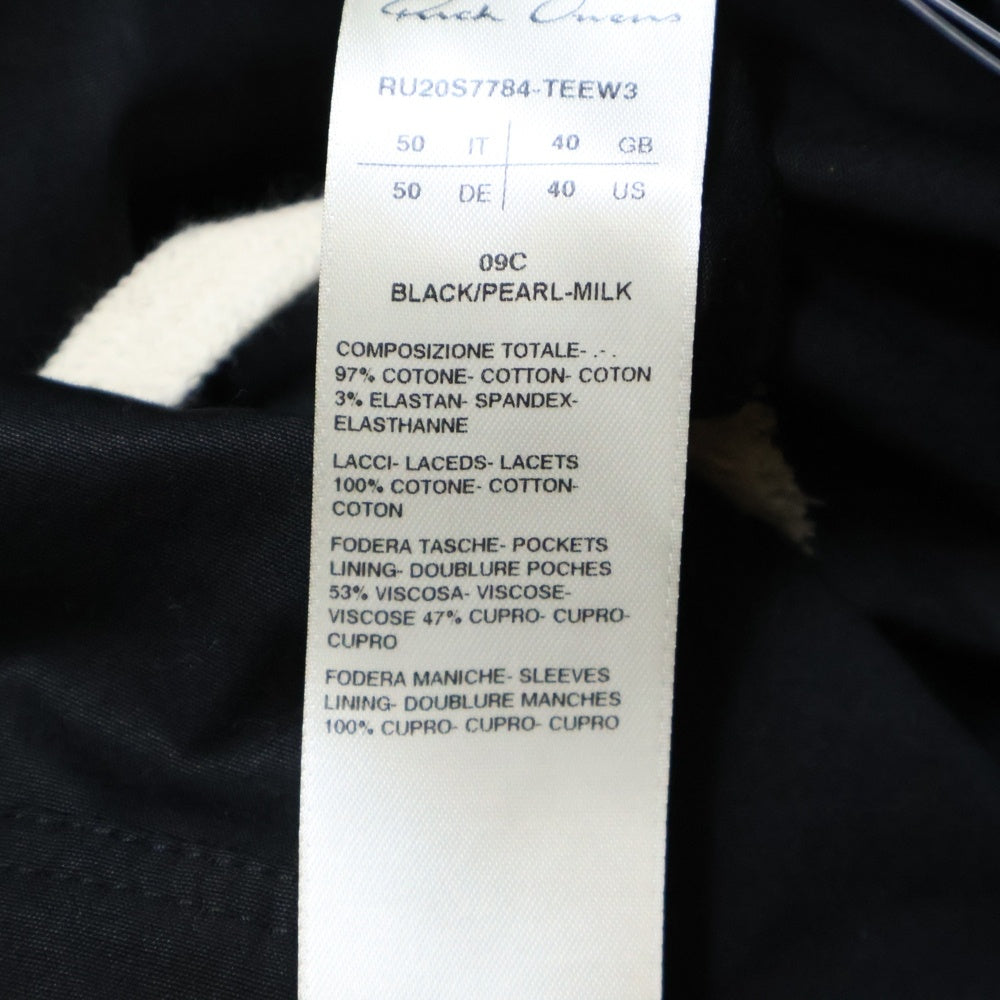 Rick Owens
RU20S7784-TEEW3
50 IT 40 GB
50 DE 40 US
09C
BLACK/PEARL-MILK
COMPOSIZIONE TOTALE- .- .
97% COTONE- COTTON- COTON
3% ELASTAN- SPANDEX-
ELASTHANNE
LACCI- LACEDS- LACETS
100% COTONE- COTTON-
COTON
FODERA TASCHE- POCKETS
LINING- DOUBLURE POCHES
53% VISCOSA- VISCOSE-
VISCOSE 47% CUPRO- CUPRO-
CUPRO
FODERA MANICHE- SLEEVES
LINING- DOUBLURE MANCHES
100% CUPRO- CUPRO- CUPRO